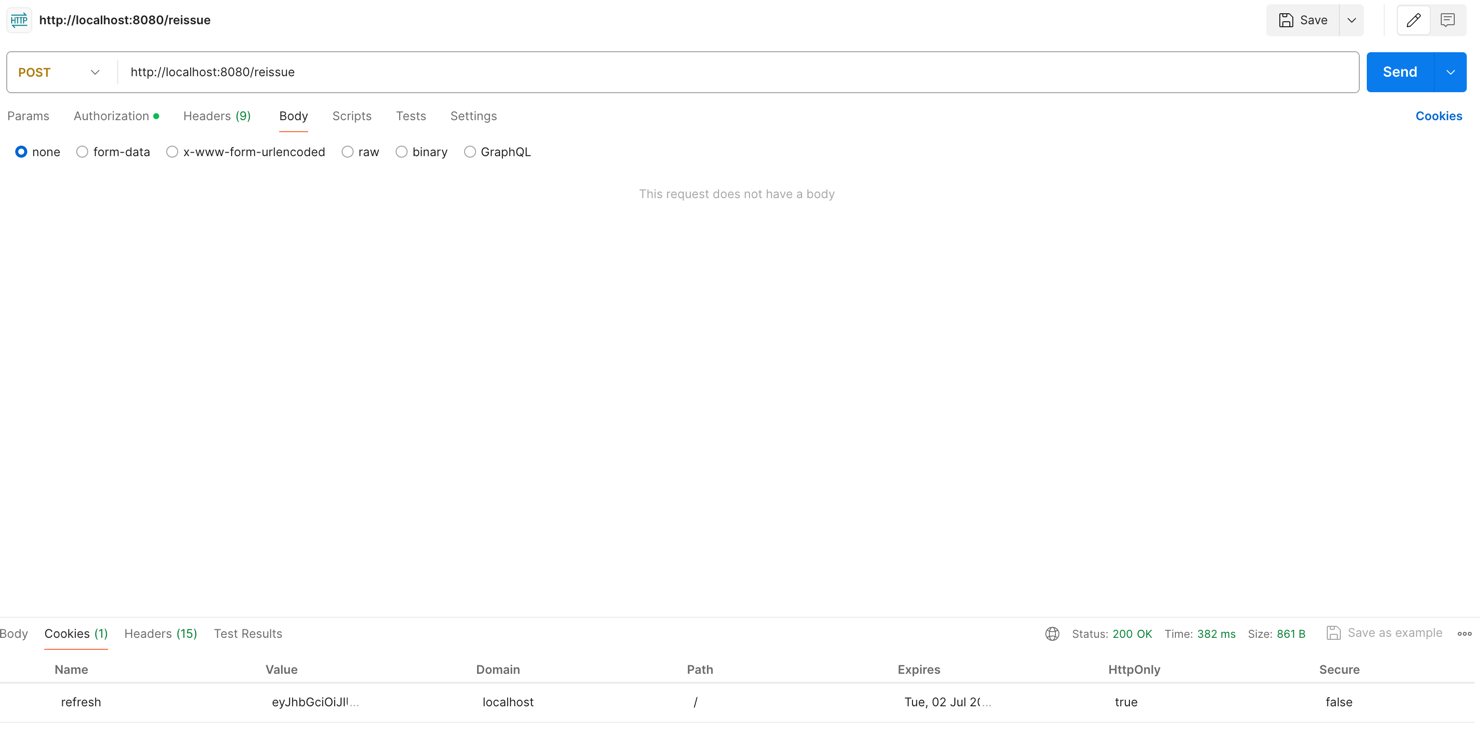 HTTP http://localhost:8080/reissue Save
POST http://localhost:8080/reissue Send
Params Authorization Headers (9) Body Scripts Tests Settings Cookies
none form-data x-www-form-urlencoded raw binary GraphQL
This request does not have a body
Body Cookies (1) Headers (15) Test Results Status: 200 OK Time: 382 ms Size: 861 B Save as example
Name Value Domain Path Expires HttpOnly Secure
refresh eyJhbGciOiJI... localhost / Tue, 02 Jul 2... true false